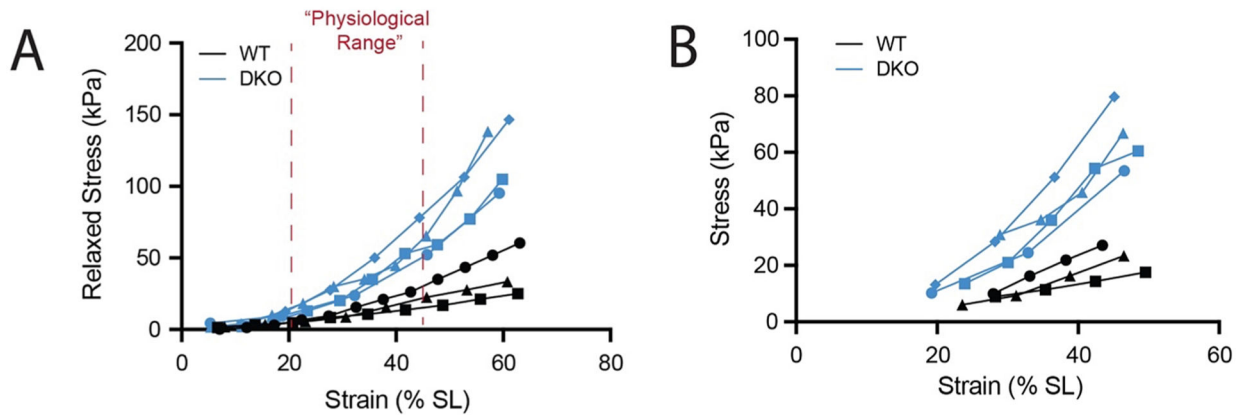 A
"Physiological
Range"
WT
DKO
Relaxed Stress (kPa)
200
150
100
50
0
0 20 40 60 80
Strain (% SL)
B
WT
DKO
Stress (kPa)
100
80
60
40
20
0
0 20 40 60
Strain (% SL)